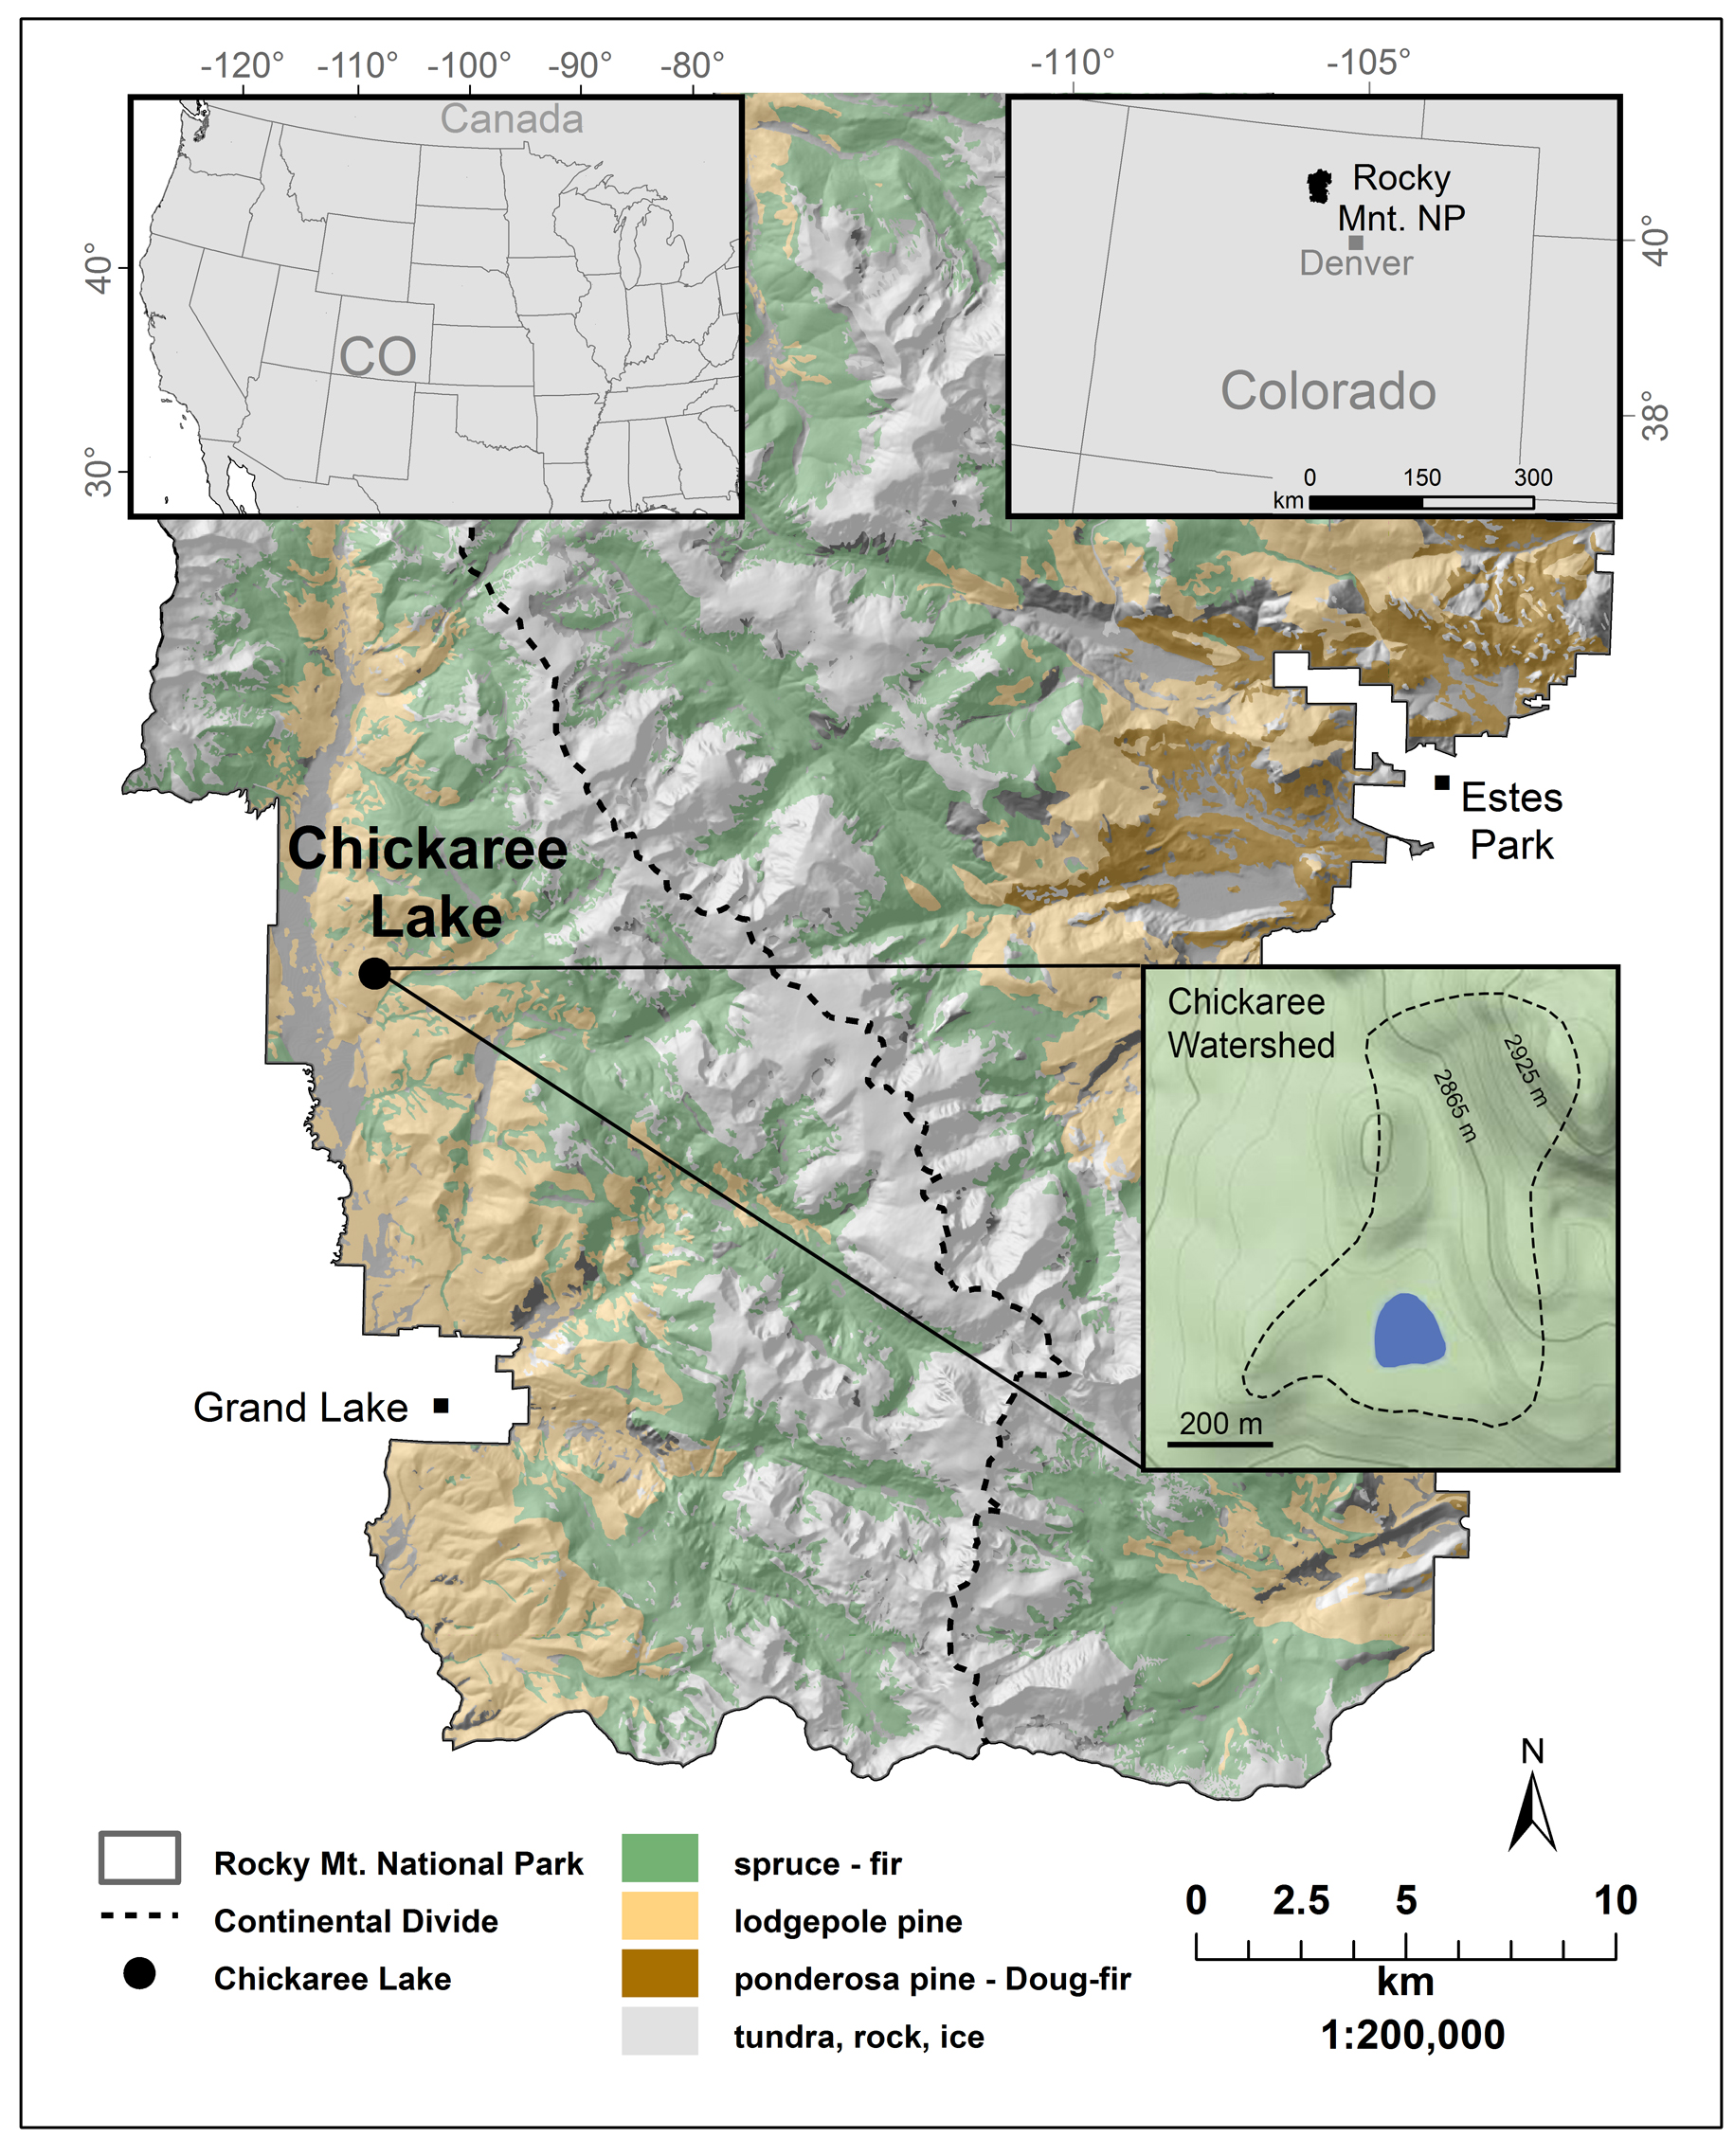 -120° -110° -100° -90° -80° -110° -105°
Canada
CO
40°
30°
Rocky
Mnt. NP
Denver
Colorado
40°
38°
0 150 300
km
Estes
Park
Chickaree
Lake
Chickaree
Watershed
2925 m
2865 m
200 m
Grand Lake
N
Rocky Mt. National Park
Continental Divide
Chickaree Lake
spruce - fir
lodgepole pine
ponderosa pine - Doug-fir
tundra, rock, ice
0 2.5 5 10
km
1:200,000